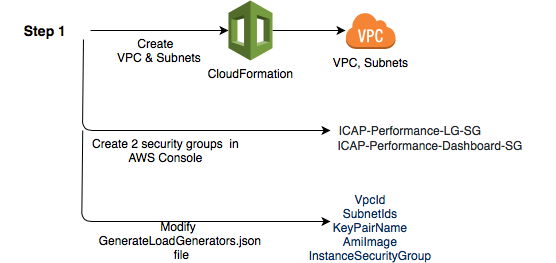 Step 1
Create
VPC & Subnets
CloudFormation
VPC
VPC, Subnets
Create 2 security groups in
AWS Console
ICAP-Performance-LG-SG
ICAP-Performance-Dashboard-SG
Modify
GenerateLoadGenerators.json
file
VpcId
SubnetIds
KeyPairName
AmiImage
InstanceSecurityGroup